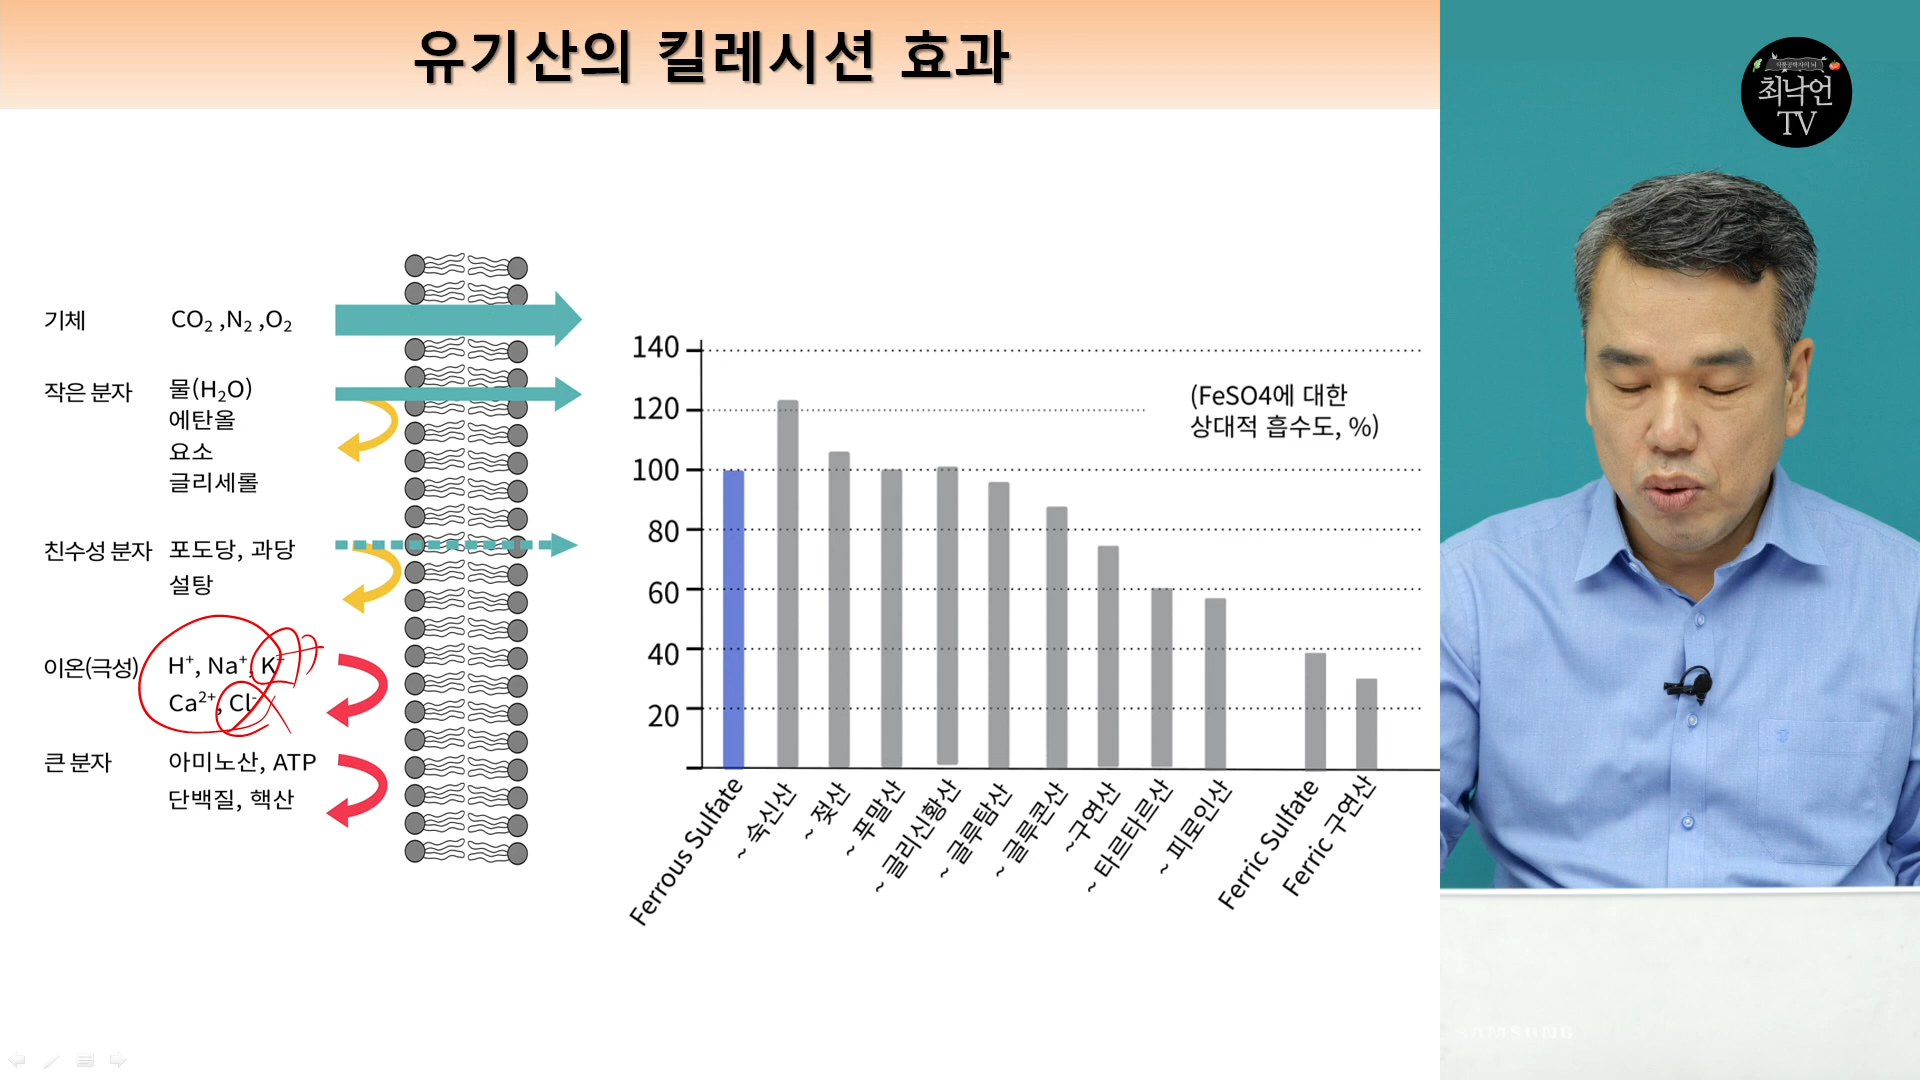 유기산의 킬레시션 효과
최낙언
TV
기체 CO₂ ,N₂ ,O₂
작은 분자 물(H₂O)
에탄올
요소
글리세롤
친수성 분자 포도당, 과당
설탕
이온(극성) H⁺, Na⁺, K⁺
Ca²⁺, Cl⁻
큰 분자 아미노산, ATP
단백질, 핵산
(FeSO4에 대한
상대적 흡수도, %)
140
120
100
80
60
40
20
Ferrous Sulfate
~ 숙신산
~ 젖산
~ 푸말산
~ 글리신황산
~ 글루탐산
~ 글루콘산
~구연산
~ 타르타르산
~ 피로인산
Ferric Sulfate
Ferric 구연산
SAMSUNG